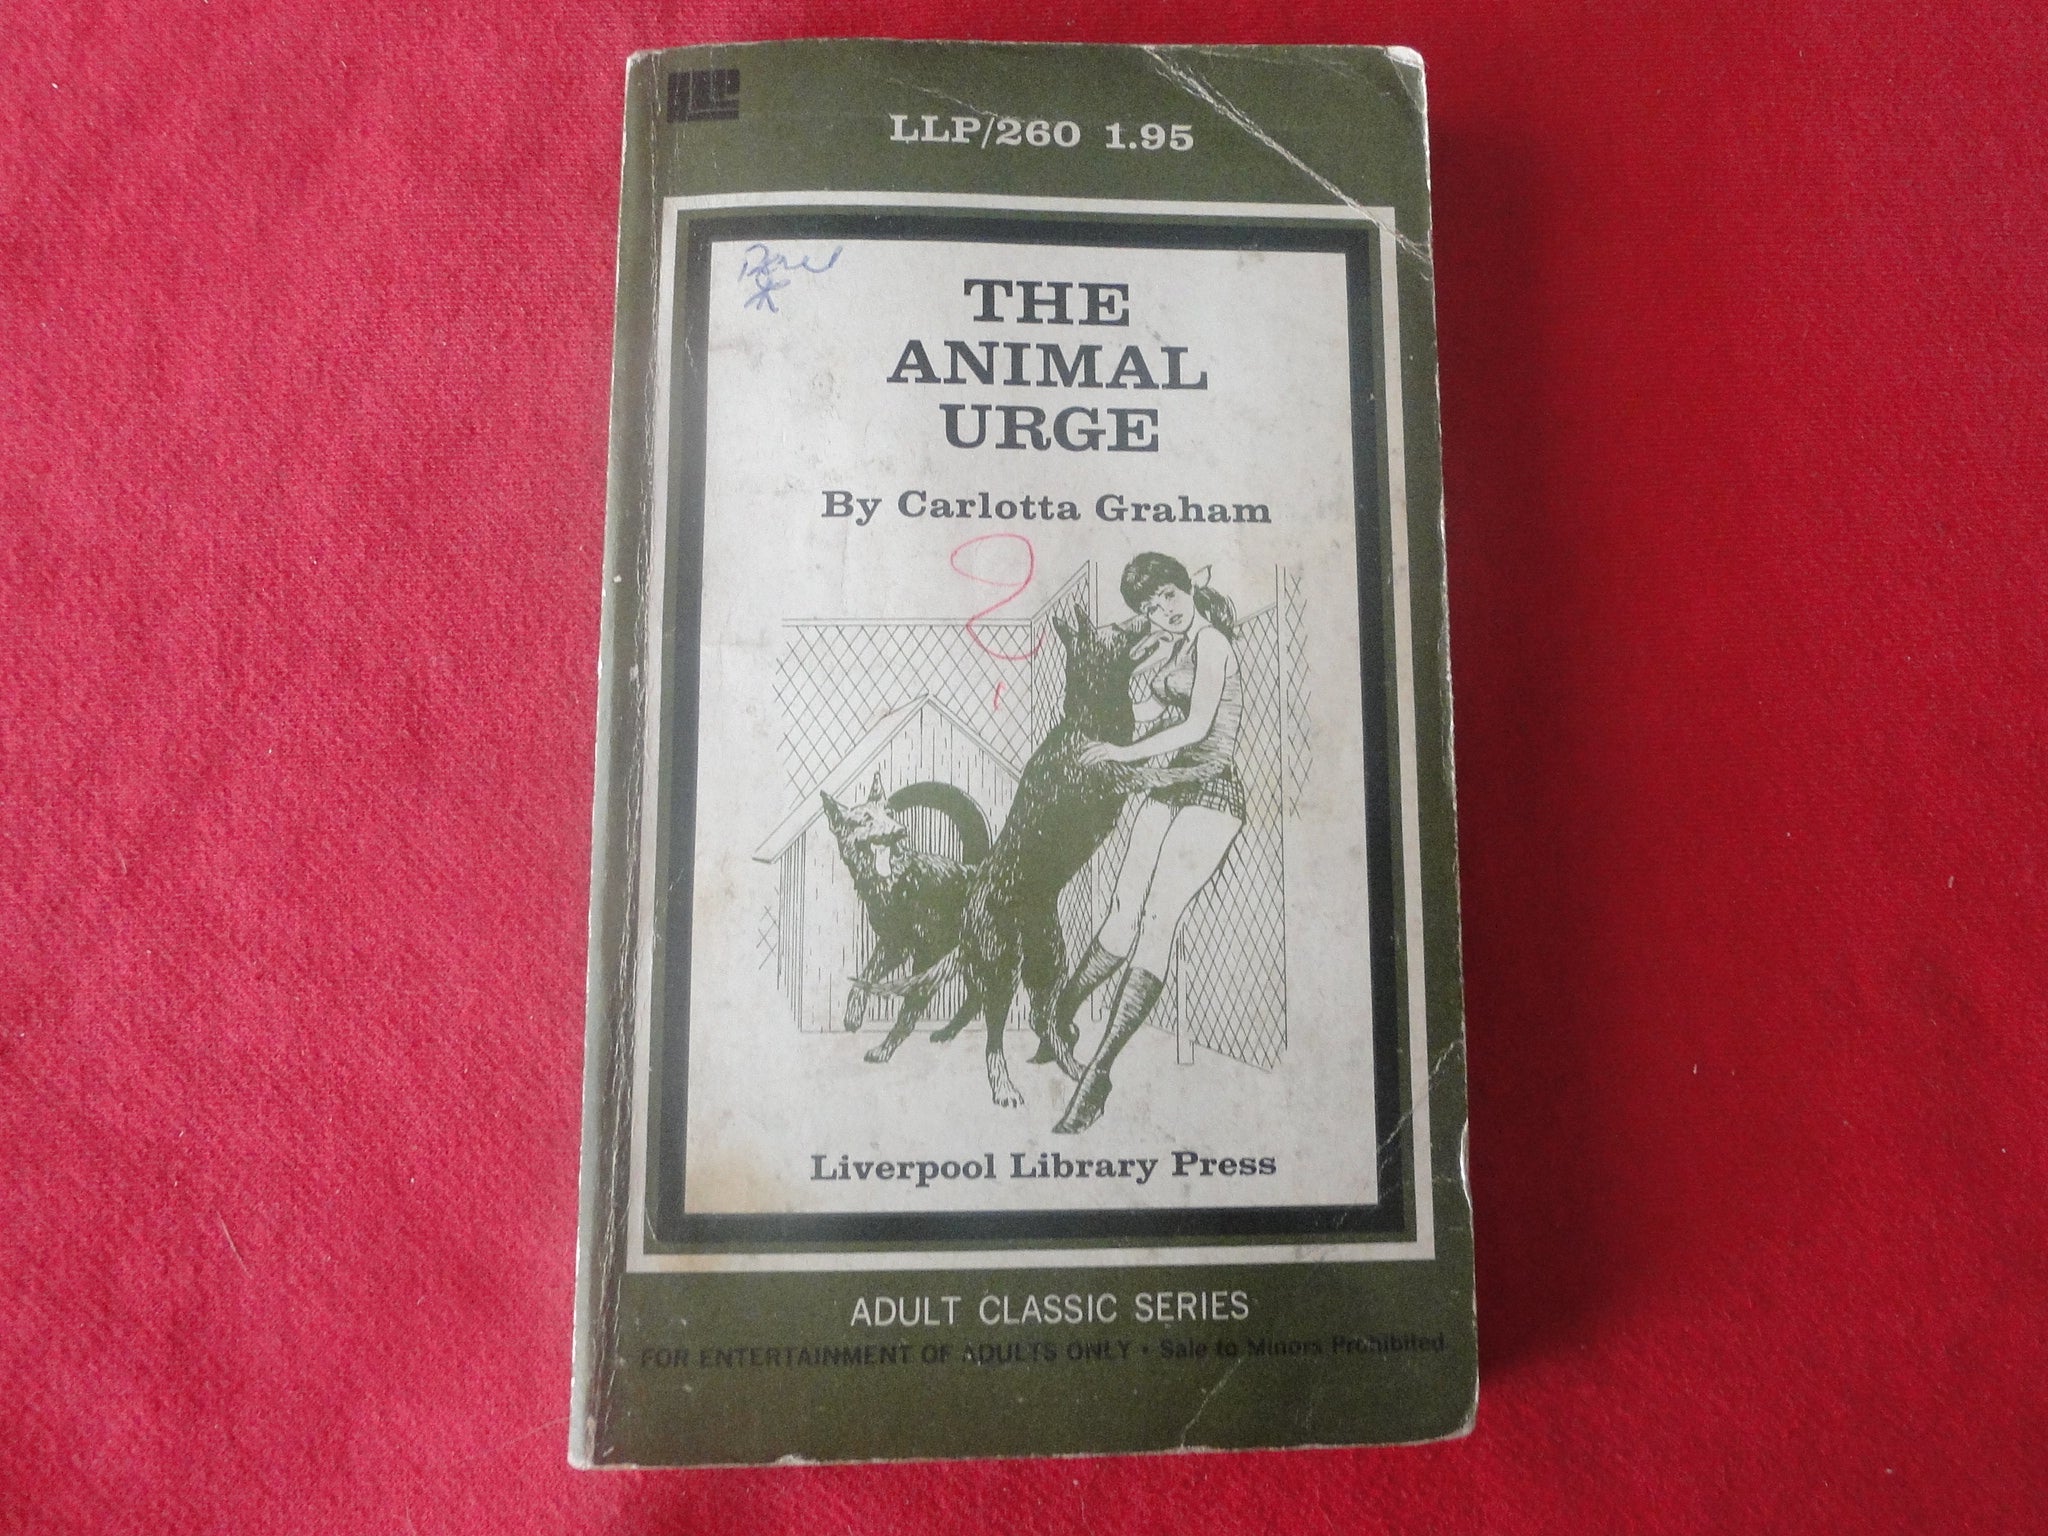 LLP
LLP/260 1.95
THE
ANIMAL
URGE
By Carlotta Graham
Liverpool Library Press
ADULT CLASSIC SERIES
FOR ENTERTAINMENT OF ADULTS ONLY • Sale to Minors Prohibited